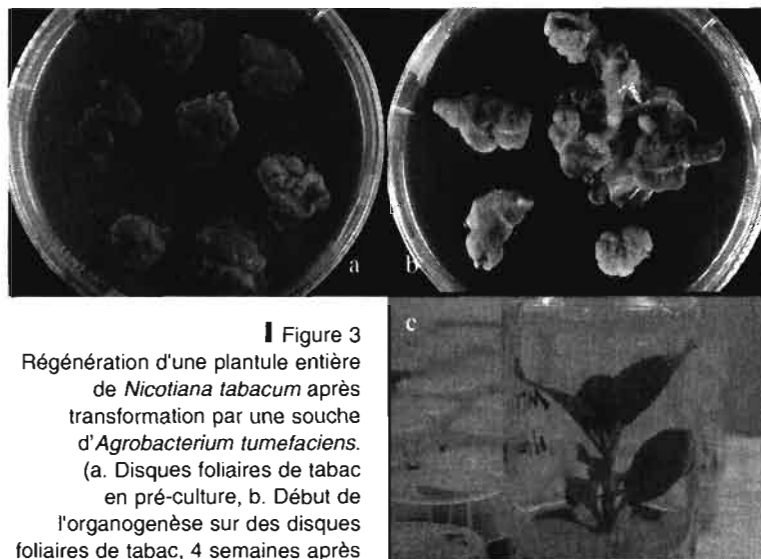 a
b
c
Figure 3
Régénération d'une plantule entière
de Nicotiana tabacum après
transformation par une souche
d'Agrobacterium tumefaciens.
(a. Disques foliaires de tabac
en pré-culture, b. Début de
l'organogenèse sur des disques
foliaires de tabac, 4 semaines après